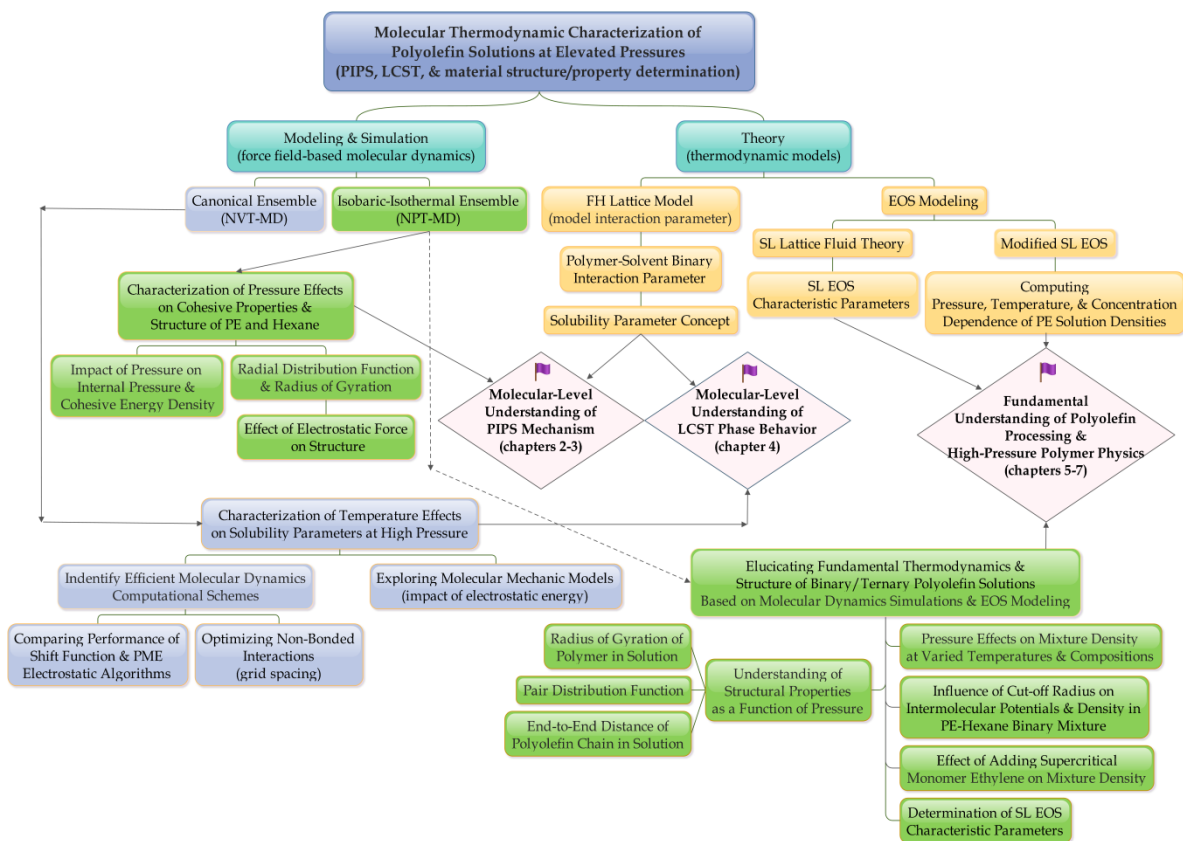 Molecular Thermodynamic Characterization of
Polyolefin Solutions at Elevated Pressures
(PIPS, LCST, & material structure/property determination)
Modeling & Simulation
(force field-based molecular dynamics)
Theory
(thermodynamic models)
Canonical Ensemble
(NVT-MD)
Isobaric-Isothermal Ensemble
(NPT-MD)
FH Lattice Model
(model interaction parameter)
EOS Modeling
SL Lattice Fluid Theory
Modified SL EOS
Polymer-Solvent Binary
Interaction Parameter
SL EOS
Characteristic Parameters
Computing
Pressure, Temperature, & Concentration
Dependence of PE Solution Densities
Characterization of Pressure Effects
on Cohesive Properties &
Structure of PE and Hexane
Solubility Parameter Concept
Impact of Pressure on
Internal Pressure &
Cohesive Energy Density
Radial Distribution Function
& Radius of Gyration
Effect of Electrostatic Force
on Structure
Molecular-Level
Understanding of
PIPS Mechanism
(chapters 2-3)
Molecular-Level
Understanding of
LCST Phase Behavior
(chapter 4)
Fundamental
Understanding of Polyolefin
Processing &
High-Pressure Polymer Physics
(chapters 5-7)
Characterization of Temperature Effects
on Solubility Parameters at High Pressure
Indentify Efficient Molecular Dynamics
Computational Schemes
Exploring Molecular Mechanic Models
(impact of electrostatic energy)
Comparing Performance of
Shift Function & PME
Electrostatic Algorithms
Optimizing Non-Bonded
Interactions
(grid spacing)
Elucicating Fundamental Thermodynamics &
Structure of Binary/Ternary Polyolefin Solutions
Based on Molecular Dynamics Simulations & EOS Modeling
Radius of Gyration of
Polymer in Solution
Pair Distribution Function
End-to-End Distance of
Polyolefin Chain in Solution
Understanding of
Structural Properties
as a Function of Pressure
Pressure Effects on Mixture Density
at Varied Temperatures & Compositions
Influence of Cut-off Radius on
Intermolecular Potentials & Density in
PE-Hexane Binary Mixture
Effect of Adding Supercritical
Monomer Ethylene on Mixture Density
Determination of SL EOS
Characteristic Parameters